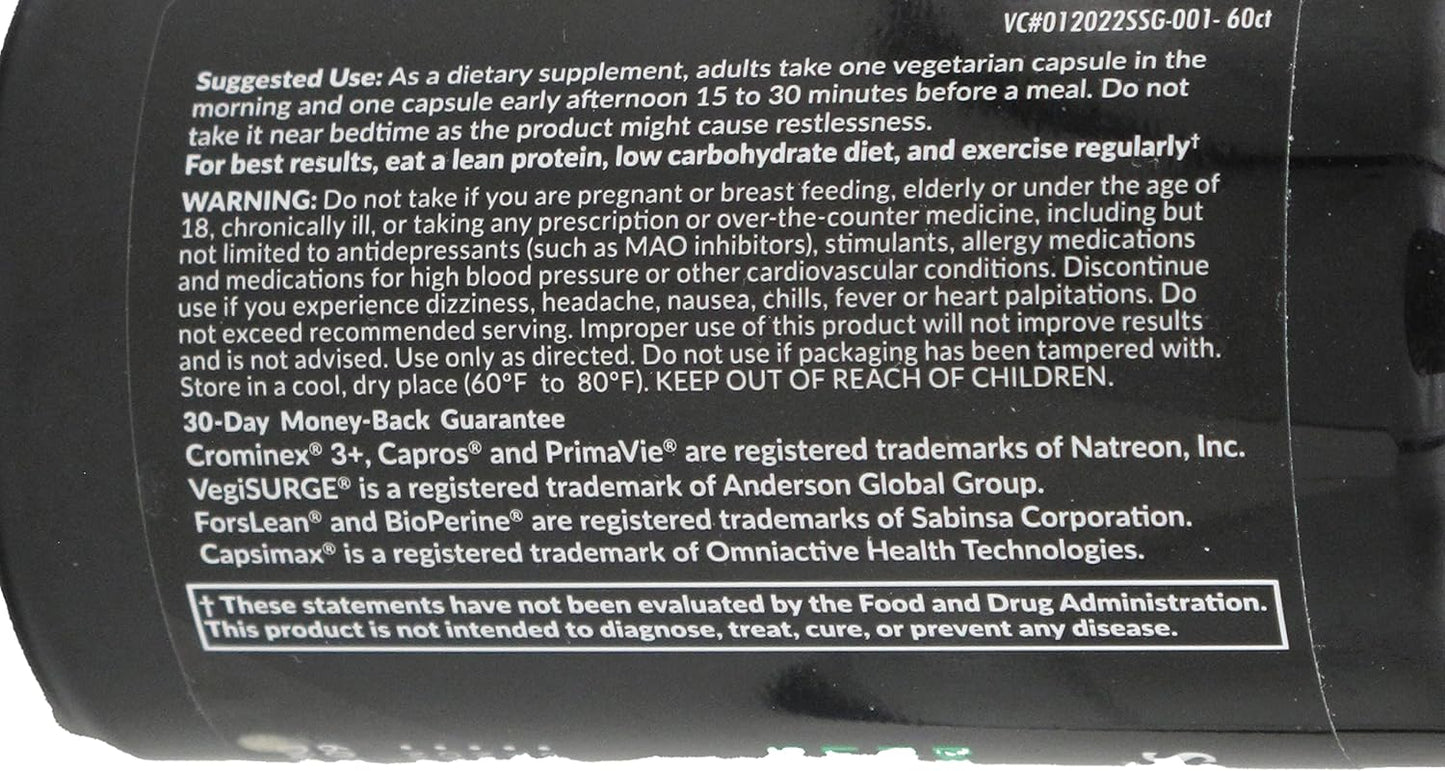 VC#012022SSG-001- 60ct
Suggested Use: As a dietary supplement, adults take one vegetarian capsule in the
morning and one capsule early afternoon 15 to 30 minutes before a meal. Do not
take it near bedtime as the product might cause restlessness.
For best results, eat a lean protein, low carbohydrate diet, and exercise regularly†
WARNING: Do not take if you are pregnant or breast feeding, elderly or under the age of
18, chronically ill, or taking any prescription or over-the-counter medicine, including but
not limited to antidepressants (such as MAO inhibitors), stimulants, allergy medications
and medications for high blood pressure or other cardiovascular conditions. Discontinue
use if you experience dizziness, headache, nausea, chills, fever or heart palpitations. Do
not exceed recommended serving. Improper use of this product will not improve results
and is not advised. Use only as directed. Do not use if packaging has been tampered with.
Store in a cool, dry place (60°F to 80°F). KEEP OUT OF REACH OF CHILDREN.
30-Day Money-Back Guarantee
Crominex® 3+, Capros® and PrimaVie® are registered trademarks of Natreon, Inc.
VegiSURGE® is a registered trademark of Anderson Global Group.
ForsLean® and BioPerine® are registered trademarks of Sabinsa Corporation.
Capsimax® is a registered trademark of Omniactive Health Technologies.
† These statements have not been evaluated by the Food and Drug Administration.
This product is not intended to diagnose, treat, cure, or prevent any disease.